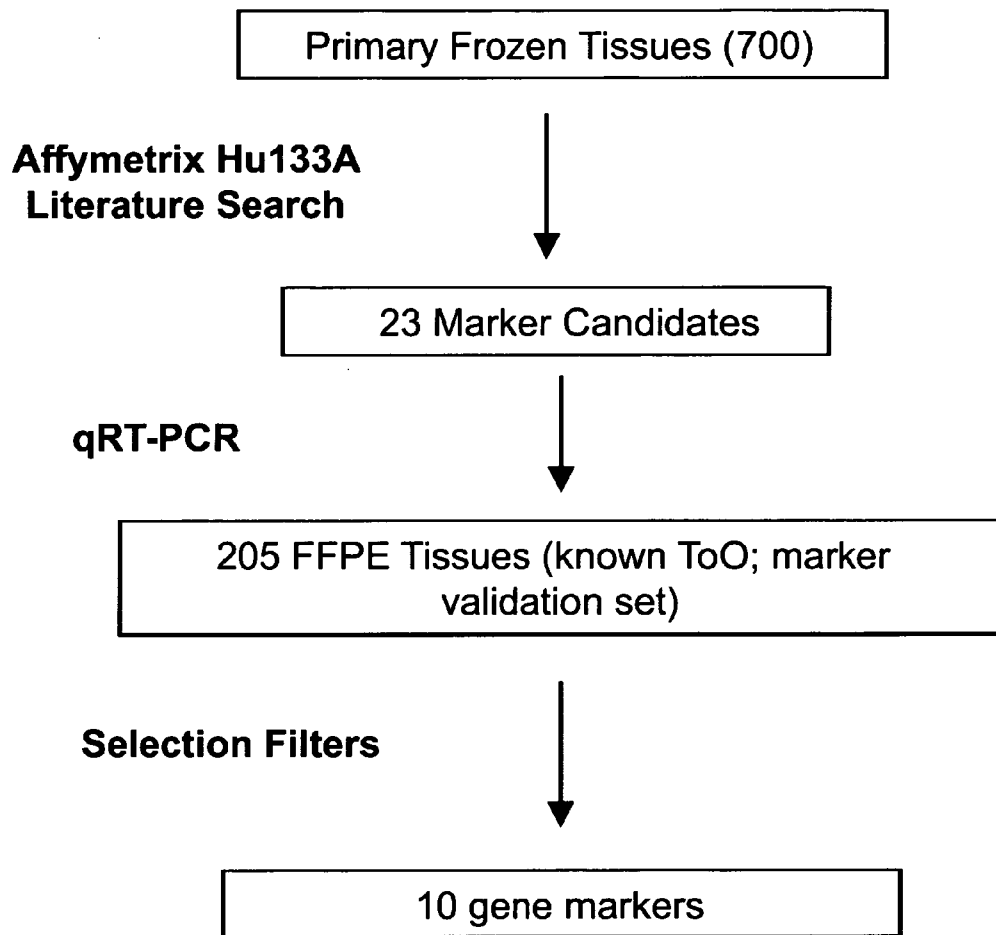 Primary Frozen Tissues (700)
Affymetrix Hu133A
Literature Search
23 Marker Candidates
qRT-PCR
205 FFPE Tissues (known ToO; marker
validation set)
Selection Filters
10 gene markers